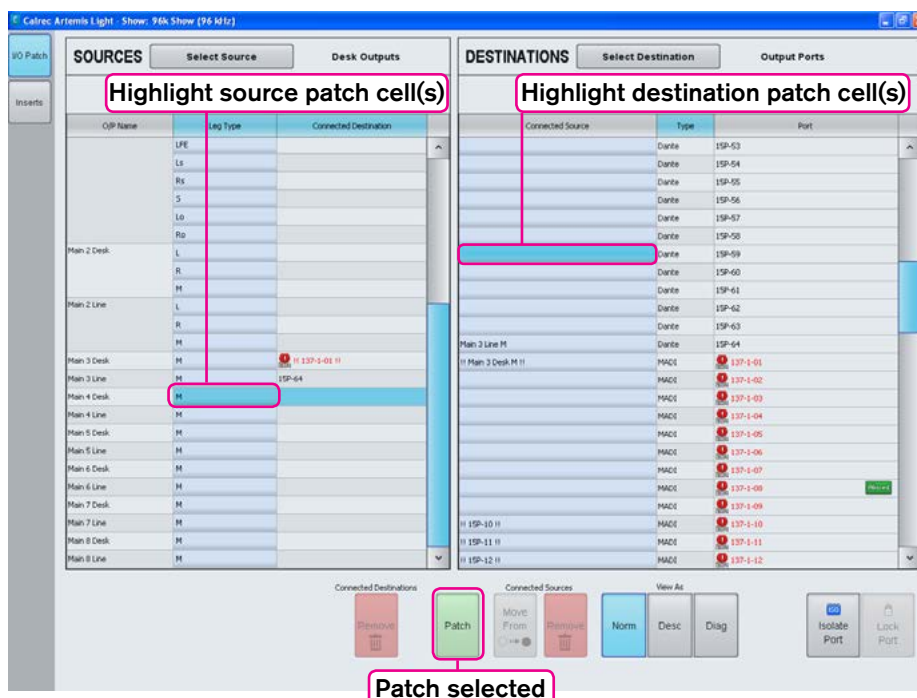 Calrec Artemis Light - Show: 96k Show (96 kHz)
I/O Patch
Inserts
SOURCES Select Source Desk Outputs
Highlight source patch cell(s)
O/P Name Leg Type Connected Destination
LFE
Ls
Rs
S
Lo
Ro
Main 2 Desk L
R
M
Main 2 Line L
R
M
Main 3 Desk M !! 137-1-01 !!
Main 3 Line M 15P-64
Main 4 Desk M
Main 4 Line M
Main 5 Desk M
Main 5 Line M
Main 6 Desk M
Main 6 Line M
Main 7 Desk M
Main 7 Line M
Main 8 Desk M
Main 8 Line M
DESTINATIONS Select Destination Output Ports
Highlight destination patch cell(s)
Connected Source Type Port
Dante 15P-53
Dante 15P-54
Dante 15P-55
Dante 15P-56
Dante 15P-57
Dante 15P-58
Dante 15P-59
Dante 15P-60
Dante 15P-61
Dante 15P-62
Dante 15P-63
Main 3 Line M Dante 15P-64
!! Main 3 Desk M !! MADI 137-1-01
MADI 137-1-02
MADI 137-1-03
MADI 137-1-04
MADI 137-1-05
MADI 137-1-06
MADI 137-1-07
MADI 137-1-08
MADI 137-1-09
!! 15P-10 !! MADI 137-1-10
!! 15P-11 !! MADI 137-1-11
!! 15P-12 !! MADI 137-1-12
Connected Destinations Connected Sources View As
Remove
Patch
Move From
Remove
Norm
Desc
Diag
ISO
Isolate Port
Lock Port
Patch selected